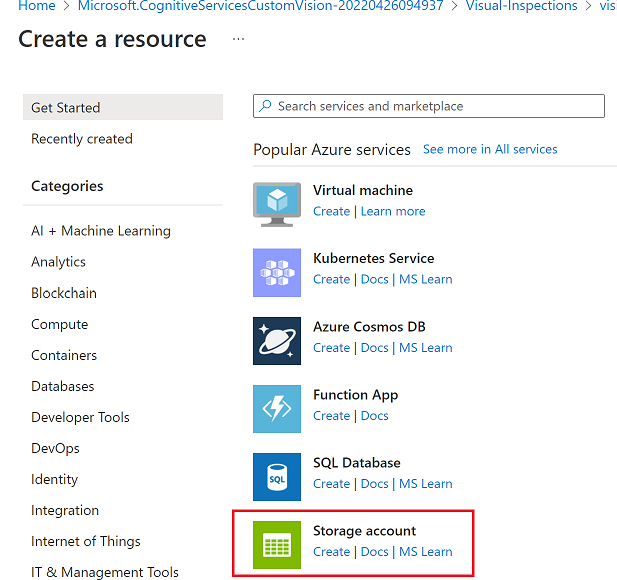 Home > Microsoft.CognitiveServicesCustomVision-20220426094937 > Visual-Inspections > vis
Create a resource ...
Get Started
Recently created
Categories
AI + Machine Learning
Analytics
Blockchain
Compute
Containers
Databases
Developer Tools
DevOps
Identity
Integration
Internet of Things
IT & Management Tools
Search services and marketplace
Popular Azure services See more in All services
Virtual machine
Create | Learn more
Kubernetes Service
Create | Docs | MS Learn
Azure Cosmos DB
Create | Docs | MS Learn
Function App
Create | Docs
SQL Database
SQL
Create | Docs | MS Learn
Storage account
Create | Docs | MS Learn